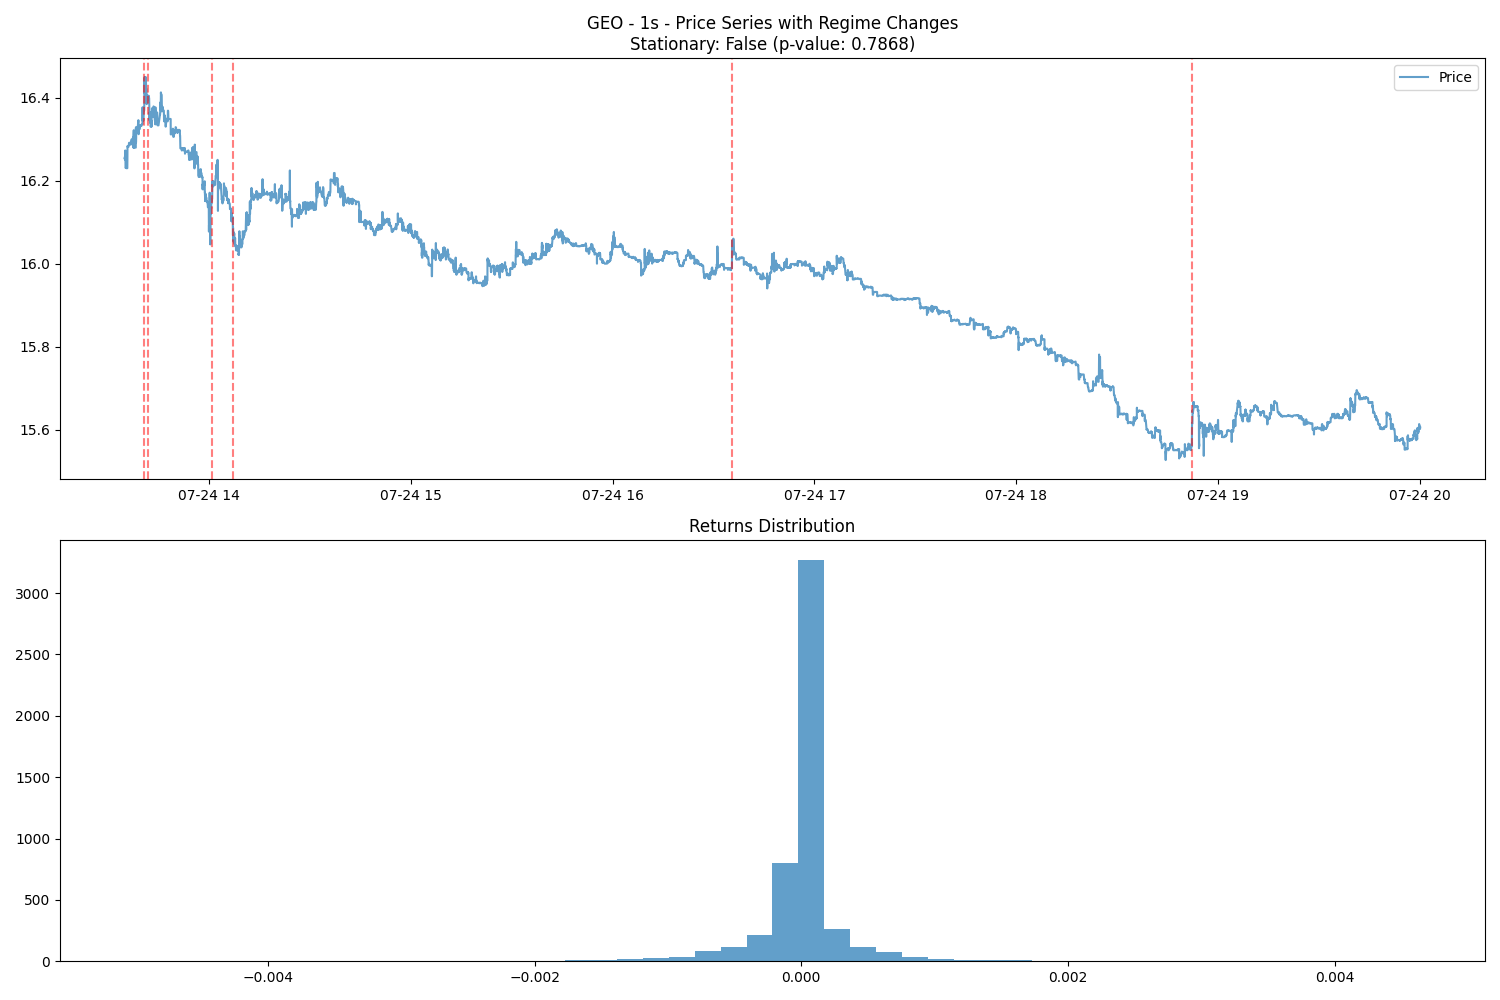 GEO - 1s - Price Series with Regime Changes
Stationary: False (p-value: 0.7868)
Price
16.4
16.2
16.0
15.8
15.6
07-24 14 07-24 15 07-24 16 07-24 17 07-24 18 07-24 19 07-24 20
Returns Distribution
3000
2500
2000
1500
1000
500
0
−0.004 −0.002 0.000 0.002 0.004